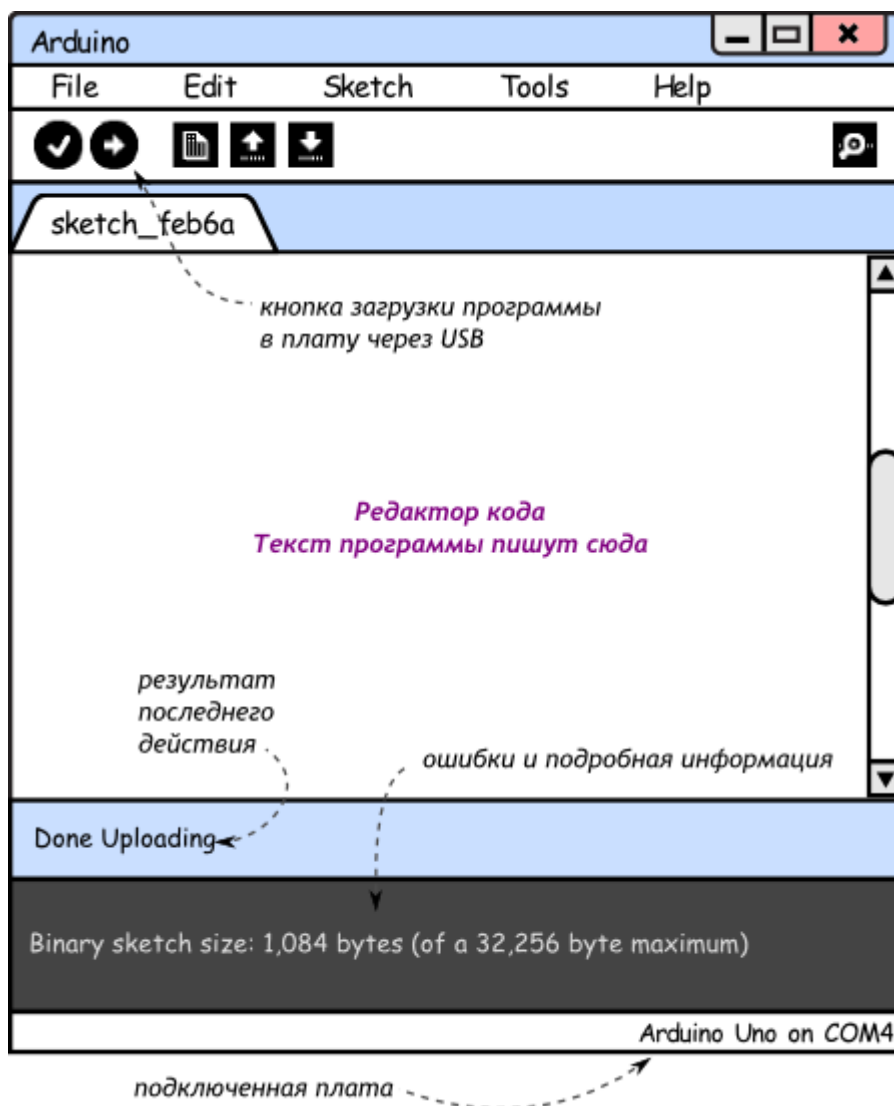 Arduino
File Edit Sketch Tools Help
sketch_feb6a
кнопка загрузки программы
в плату через USB
Редактор кода
Текст программы пишут сюда
результат
последнего
действия
ошибки и подробная информация
Done Uploading
Binary sketch size: 1,084 bytes (of a 32,256 byte maximum)
Arduino Uno on COM4
подключенная плата